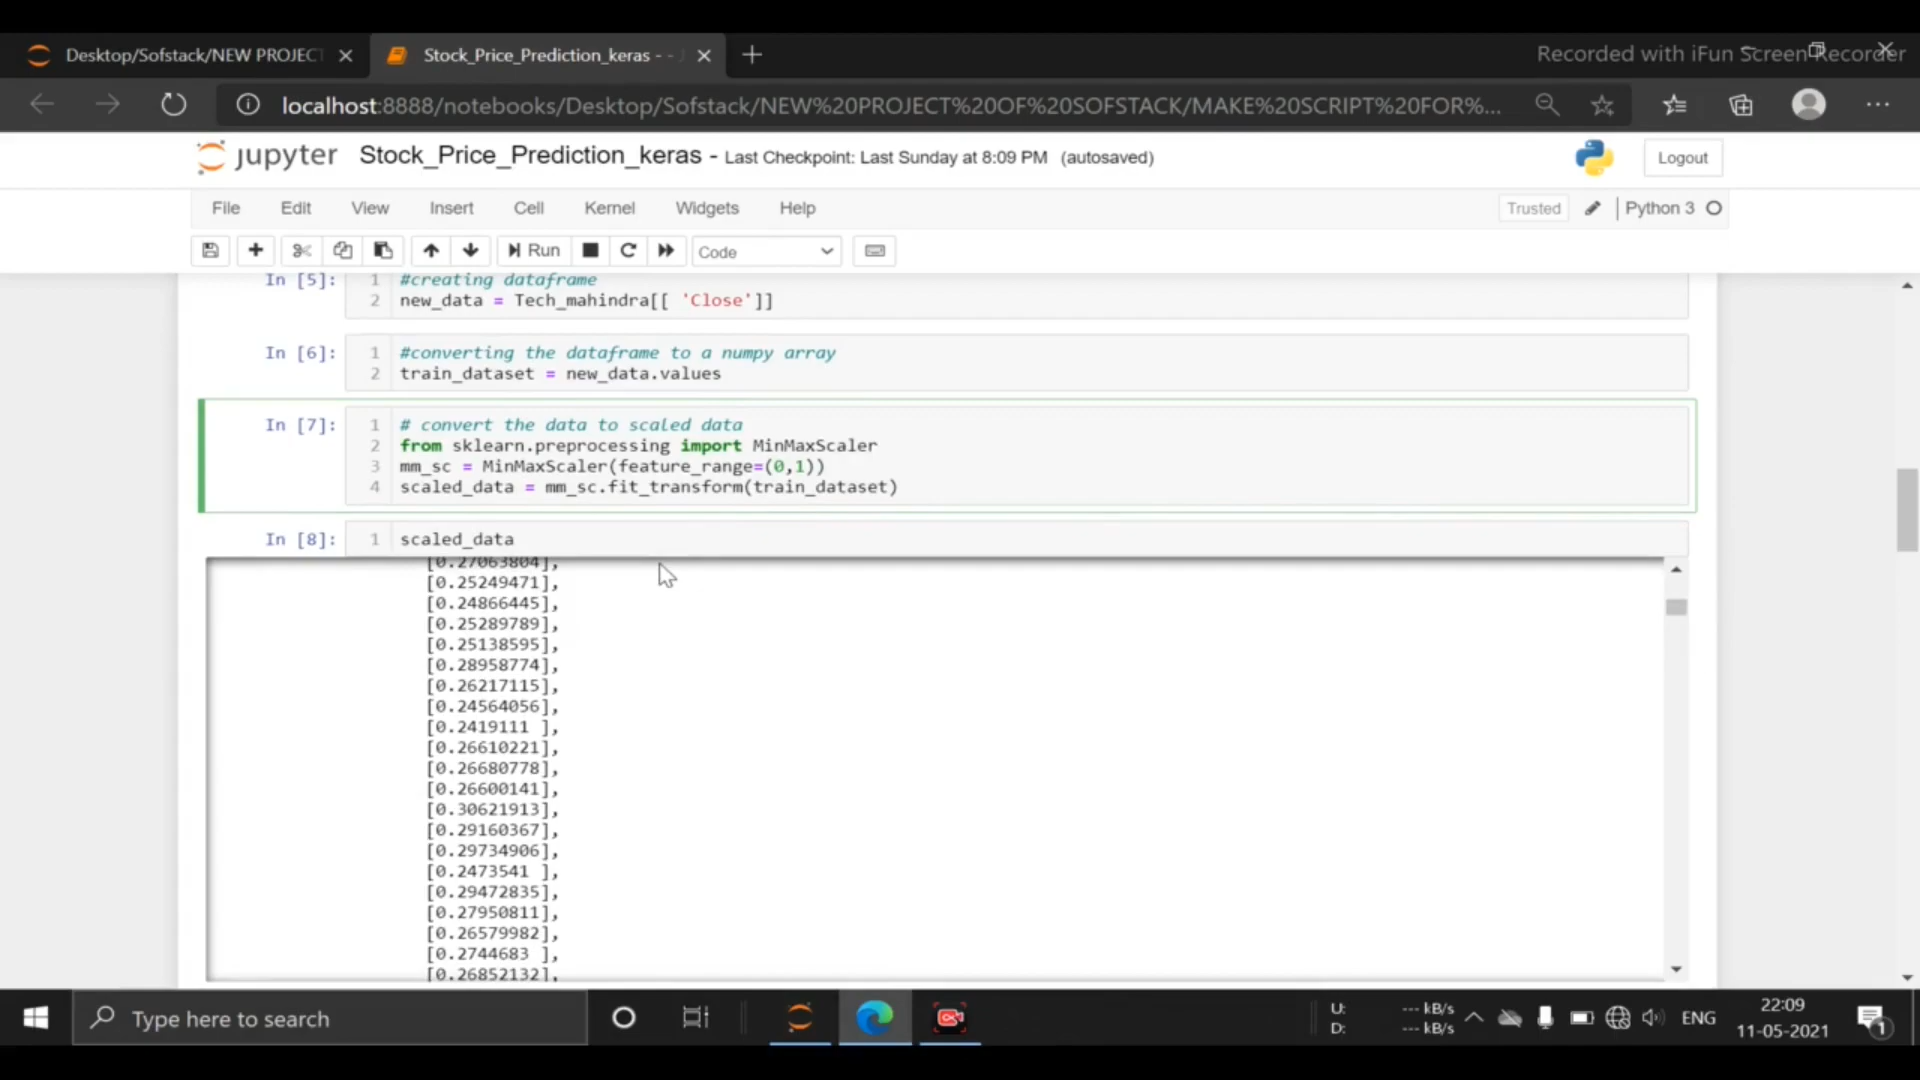 Desktop/Sofstack/NEW PROJECT
Stock_Price_Prediction_keras - - J
Recorded with iFun Screen Recorder
localhost:8888/notebooks/Desktop/Sofstack/NEW%20PROJECT%20OF%20SOFSTACK/MAKE%20SCRIPT%20FOR%...
jupyter Stock_Price_Prediction_keras - Last Checkpoint: Last Sunday at 8:09 PM (autosaved)
Logout
File Edit View Insert Cell Kernel Widgets Help
Trusted Python 3
Run Code
In [5]: 1 #creating dataframe
2 new_data = Tech_mahindra[[ 'Close']]
In [6]: 1 #converting the dataframe to a numpy array
2 train_dataset = new_data.values
In [7]: 1 # convert the data to scaled data
2 from sklearn.preprocessing import MinMaxScaler
3 mm_sc = MinMaxScaler(feature_range=(0,1))
4 scaled_data = mm_sc.fit_transform(train_dataset)
In [8]: 1 scaled_data
[0.27063804],
[0.25249471],
[0.24866445],
[0.25289789],
[0.25138595],
[0.28958774],
[0.26217115],
[0.24564056],
[0.2419111 ],
[0.26610221],
[0.26680778],
[0.26600141],
[0.30621913],
[0.29160367],
[0.29734906],
[0.2473541 ],
[0.29472835],
[0.27950811],
[0.26579982],
[0.2744683 ],
[0.26852132],
Type here to search
U: --- kB/s
D: --- kB/s
ENG
22:09
11-05-2021
1